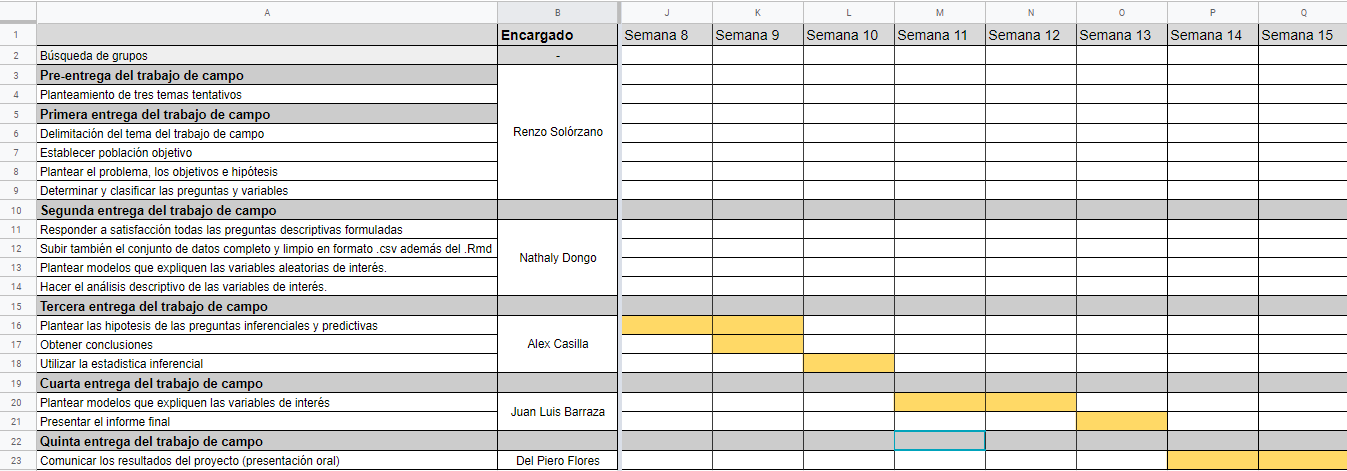 A B J K L M N O P Q
1 Encargado Semana 8 Semana 9 Semana 10 Semana 11 Semana 12 Semana 13 Semana 14 Semana 15
2 Búsqueda de grupos -
3 Pre-entrega del trabajo de campo
4 Planteamiento de tres temas tentativos
5 Primera entrega del trabajo de campo
6 Delimitación del tema del trabajo de campo Renzo Solórzano
7 Establecer población objetivo
8 Plantear el problema, los objetivos e hipótesis
9 Determinar y clasificar las preguntas y variables
10 Segunda entrega del trabajo de campo
11 Responder a satisfacción todas las preguntas descriptivas formuladas
12 Subir también el conjunto de datos completo y limpio en formato .csv además del .Rmd
Nathaly Dongo
13 Plantear modelos que expliquen las variables aleatorias de interés.
14 Hacer el análisis descriptivo de las variables de interés.
15 Tercera entrega del trabajo de campo
16 Plantear las hipotesis de las preguntas inferenciales y predictivas
17 Obtener conclusiones Alex Casilla
18 Utilizar la estadistica inferencial
19 Cuarta entrega del trabajo de campo
20 Plantear modelos que expliquen las variables de interés
Juan Luis Barraza
21 Presentar el informe final
22 Quinta entrega del trabajo de campo
23 Comunicar los resultados del proyecto (presentación oral) Del Piero Flores